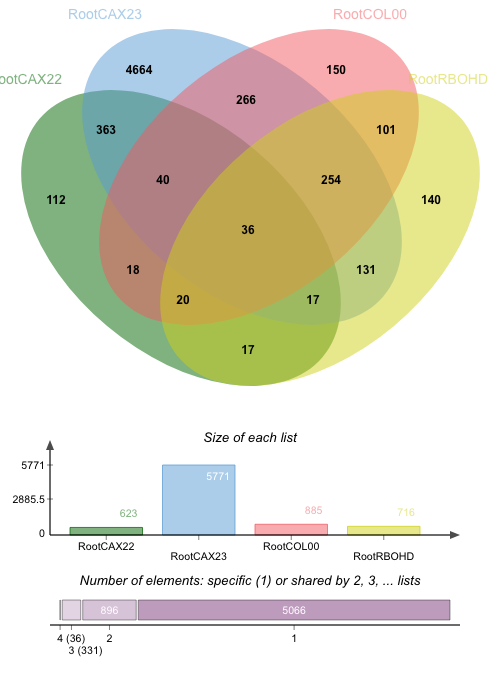 RootCAX23
RootCOL00
ootCAX22
RootRBOHD
4664
150
266
363
101
40
254
112
140
36
18
131
20
17
17
Size of each list
5771
2885.5
0
623
5771
885
716
RootCAX22
RootCAX23
RootCOL00
RootRBOHD
Number of elements: specific (1) or shared by 2, 3, ... lists
896
5066
4 (36)
2
1
3 (331)